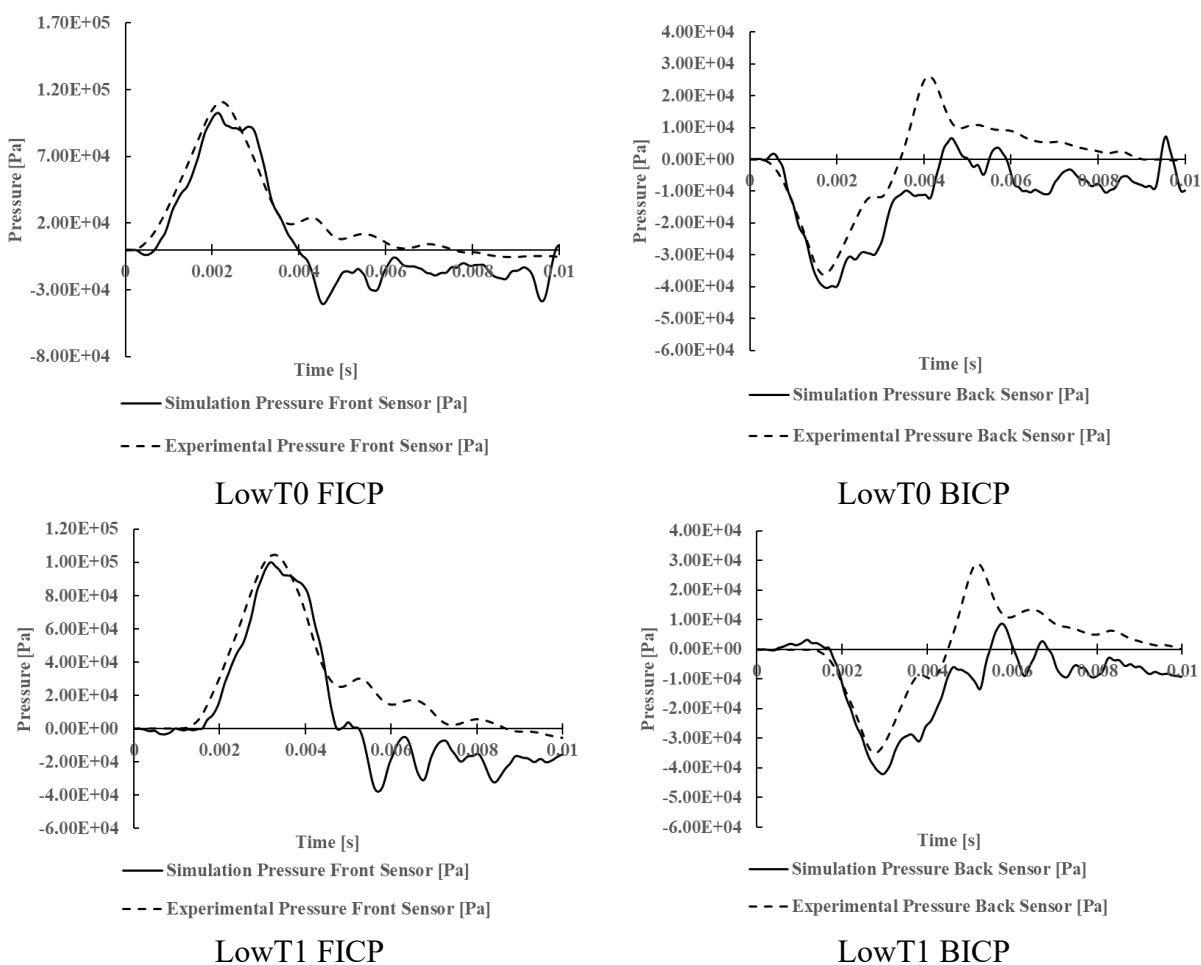 1.70E+05
1.20E+05
7.00E+04
2.00E+04
-3.00E+04
-8.00E+04
Pressure [Pa]
0 0.002 0.004 0.006 0.008 0.01
Time [s]
Simulation Pressure Front Sensor [Pa]
Experimental Pressure Front Sensor [Pa]
LowT0 FICP
4.00E+04
3.00E+04
2.00E+04
1.00E+04
0.00E+00
-1.00E+04
-2.00E+04
-3.00E+04
-4.00E+04
-5.00E+04
-6.00E+04
Pressure [Pa]
0 0.002 0.004 0.006 0.008 0.01
Time [s]
Simulation Pressure Back Sensor [Pa]
Experimental Pressure Back Sensor [Pa]
LowT0 BICP
1.20E+05
1.00E+05
8.00E+04
6.00E+04
4.00E+04
2.00E+04
0.00E+00
-2.00E+04
-4.00E+04
-6.00E+04
Pressure [Pa]
0 0.002 0.004 0.006 0.008 0.01
Time [s]
Simulation Pressure Front Sensor [Pa]
Experimental Pressure Front Sensor [Pa]
LowT1 FICP
4.00E+04
3.00E+04
2.00E+04
1.00E+04
0.00E+00
-1.00E+04
-2.00E+04
-3.00E+04
-4.00E+04
-5.00E+04
-6.00E+04
Pressure [Pa]
0 0.002 0.004 0.006 0.008 0.01
Time [s]
Simulation Pressure Back Sensor [Pa]
Experimental Pressure Back Sensor [Pa]
LowT1 BICP